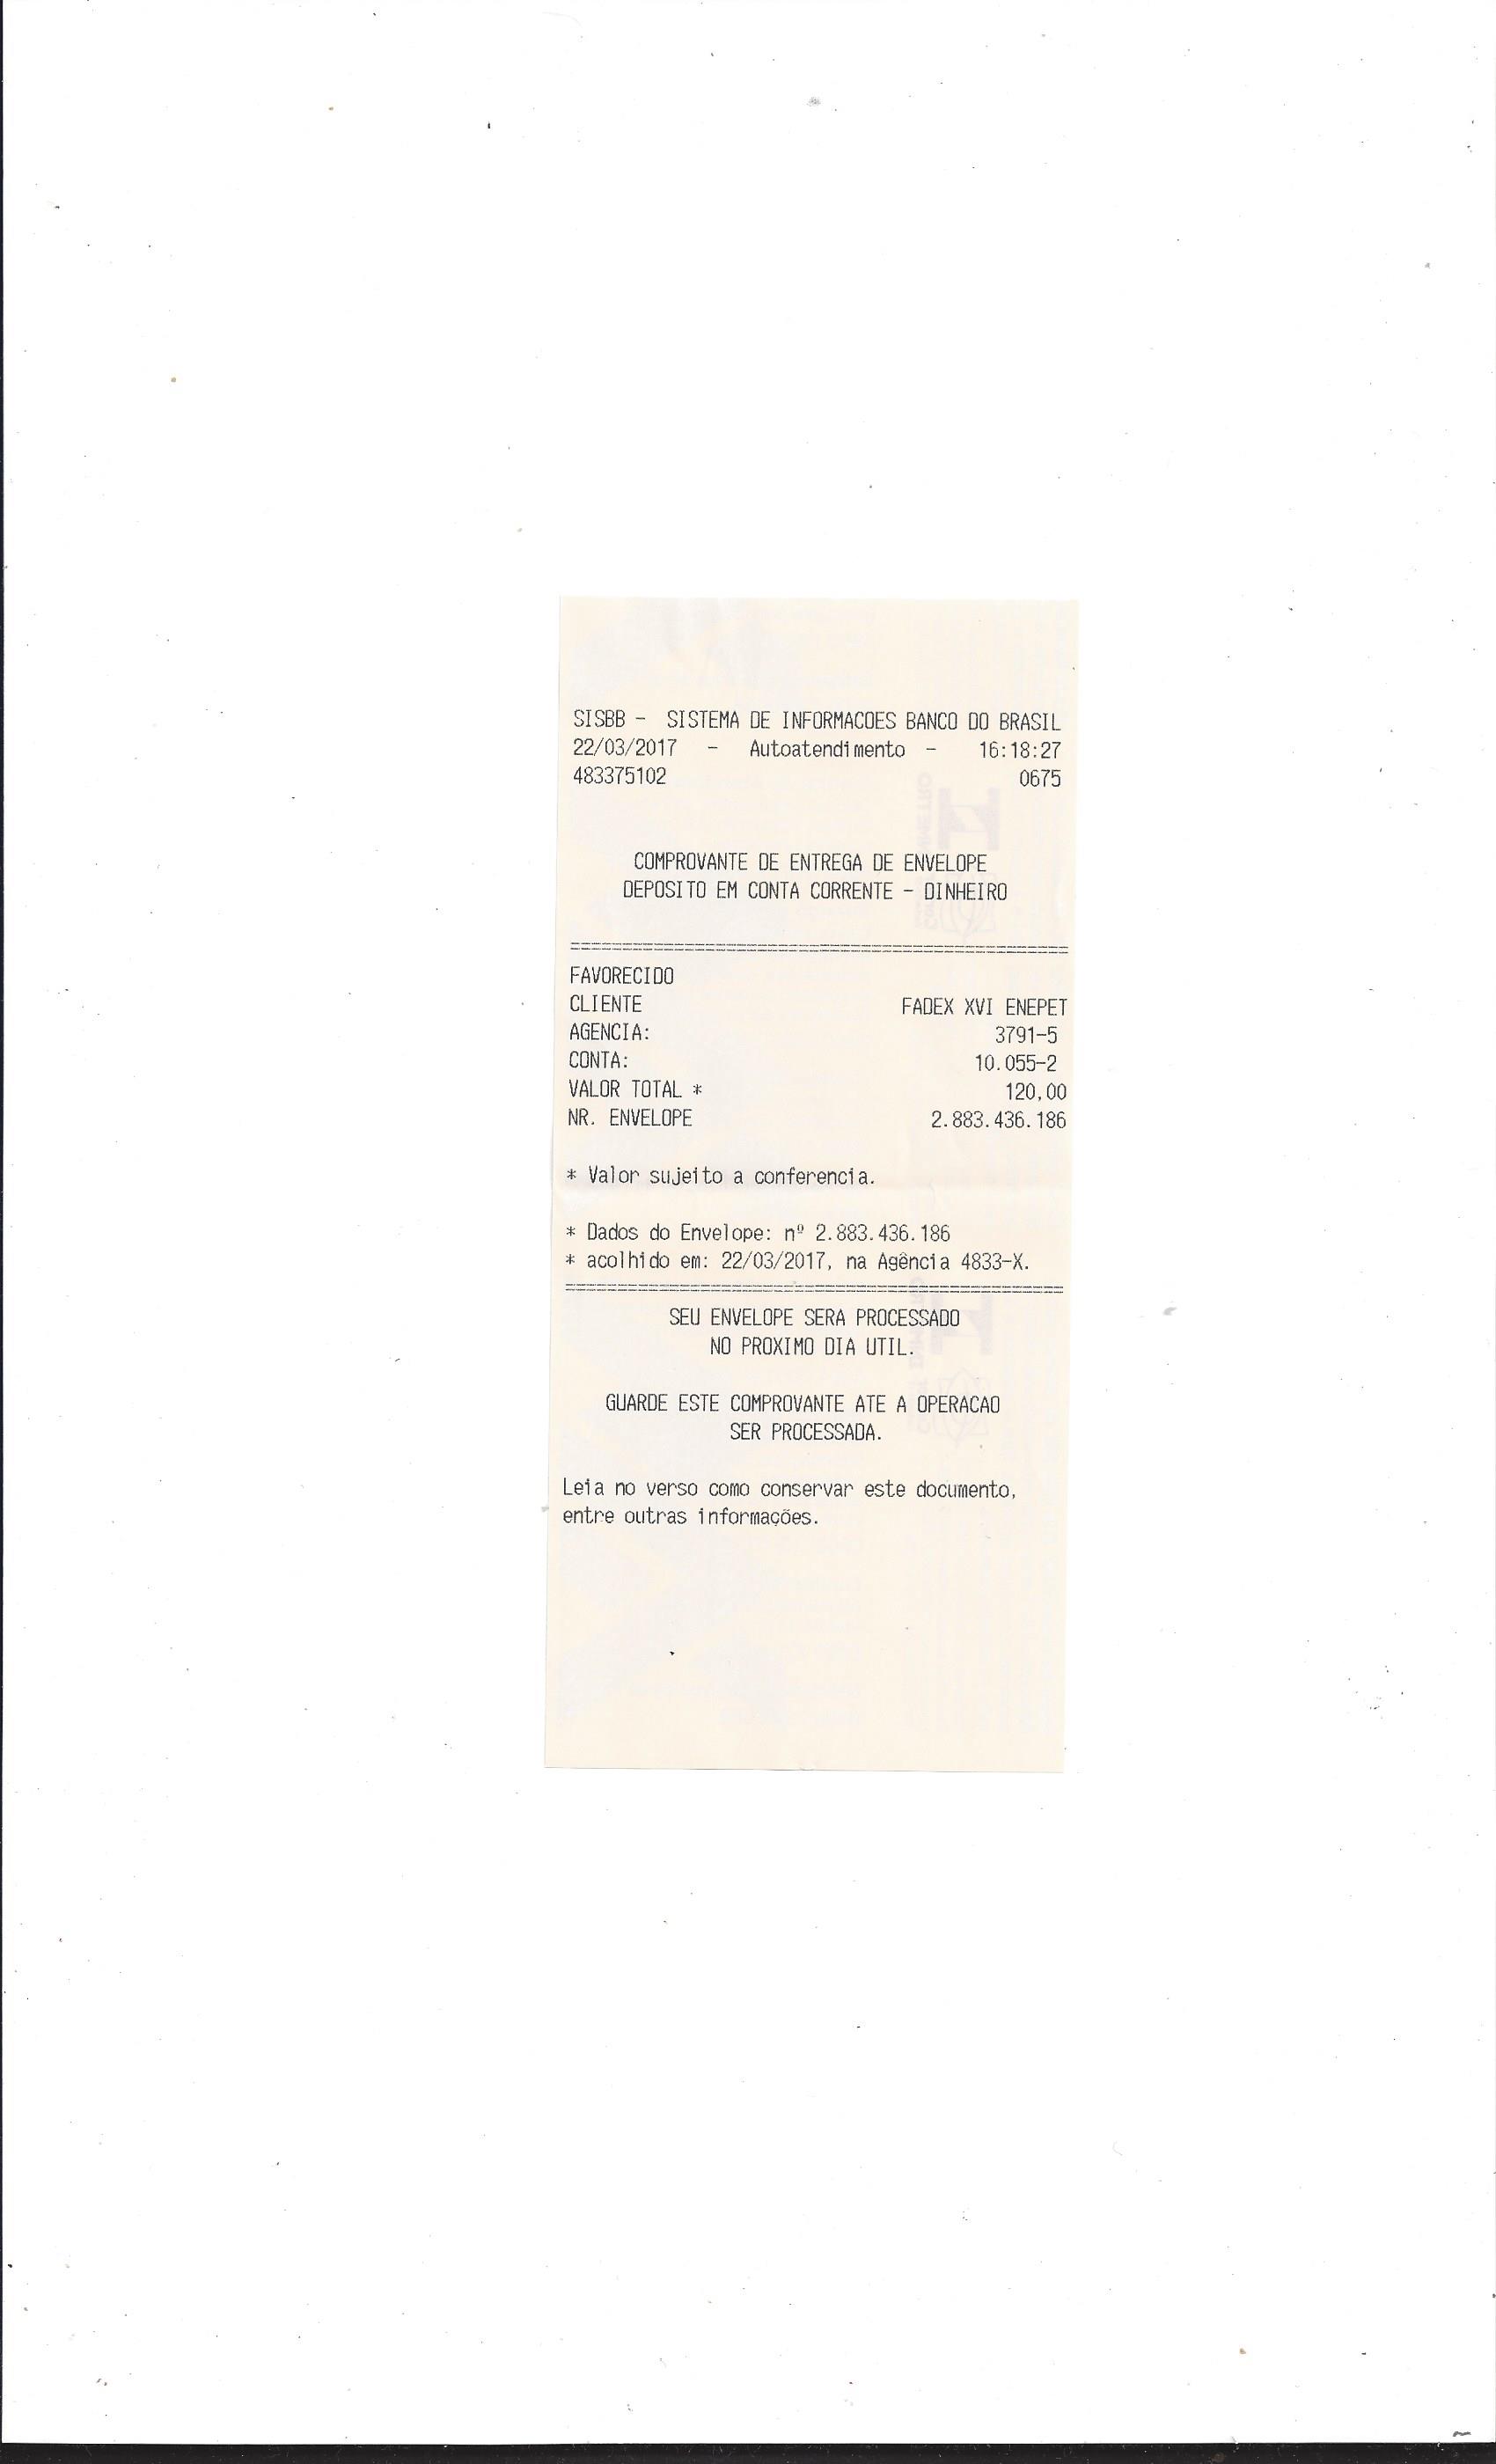 SISBB - SISTEMA DE INFORMACOES BANCO DO BRASIL
22/03/2017 - Autoatendimento - 16:18:27
483375102 0675
COMPROVANTE DE ENTREGA DE ENVELOPE
DEPOSITO EM CONTA CORRENTE - DINHEIRO
FAVORECIDO
CLIENTE FADEX XVI ENEPET
AGENCIA: 3791-5
CONTA: 10.055-2
VALOR TOTAL * 120,00
NR. ENVELOPE 2.883.436.186
* Valor sujeito a conferencia.
* Dados do Envelope: nº 2.883.436.186
* acolhido em: 22/03/2017, na Agência 4833-X.
SEU ENVELOPE SERA PROCESSADO
NO PROXIMO DIA UTIL.
GUARDE ESTE COMPROVANTE ATE A OPERACAO
SER PROCESSADA.
Leia no verso como conservar este documento,
entre outras informações.